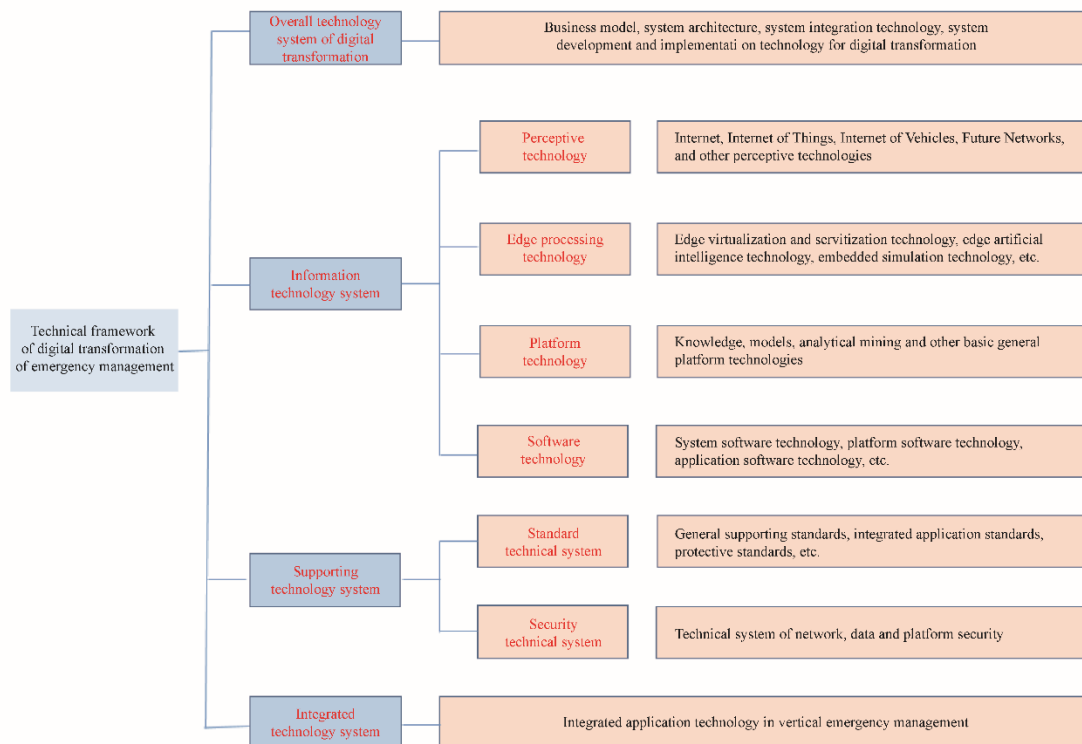 Overall technology
system of digital
transformation
Business model, system architecture, system integration technology, system
development and implementati on technology for digital transformation
Perceptive
technology
Internet, Internet of Things, Internet of Vehicles, Future Networks,
and other perceptive technologies
Edge processing
technology
Edge virtualization and servitization technology, edge artificial
intelligence technology, embedded simulation technology, etc.
Information
technology system
Technical framework
of digital transformation
of emergency management
Platform
technology
Knowledge, models, analytical mining and other basic general
platform technologies
Software
technology
System software technology, platform software technology,
application software technology, etc.
Standard
technical system
General supporting standards, integrated application standards,
protective standards, etc.
Supporting
technology system
Security
technical system
Technical system of network, data and platform security
Integrated
technology system
Integrated application technology in vertical emergency management